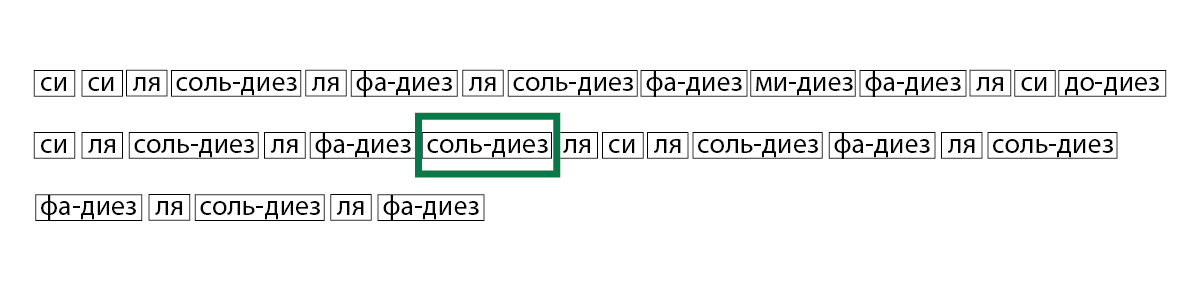 си си ля соль-диез ля фа-диез ля соль-диез фа-диез ми-диез фа-диез ля си до-диез
си ля соль-диез ля фа-диез соль-диез ля си ля соль-диез фа-диез ля соль-диез
фа-диез ля соль-диез ля фа-диез